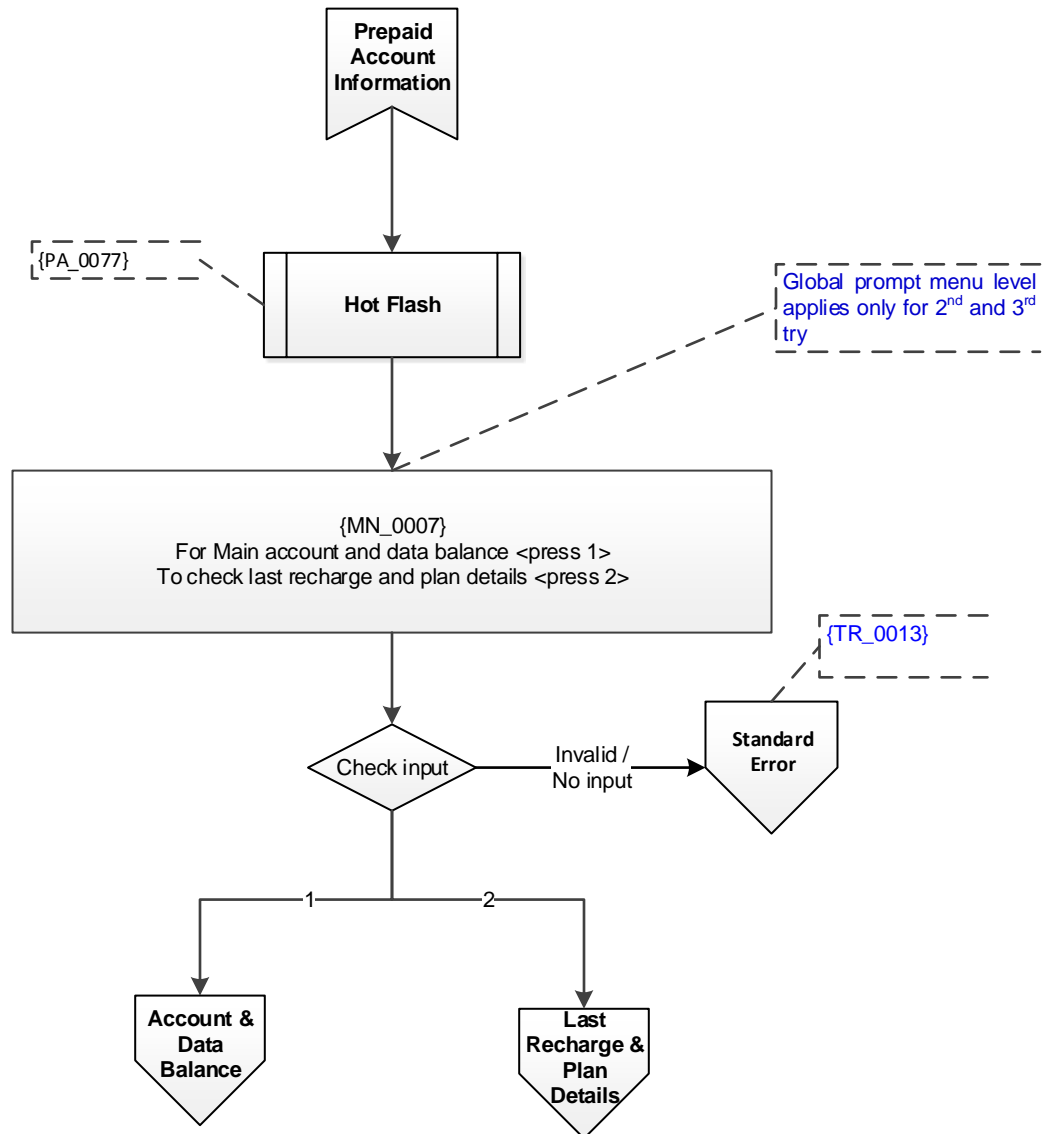 Prepaid
Account
Information
{PA_0077}
Hot Flash
Global prompt menu level
applies only for 2nd and 3rd
try
{MN_0007}
For Main account and data balance <press 1>
To check last recharge and plan details <press 2>
{TR_0013}
Check input
Invalid /
No input
Standard
Error
1
2
Account &
Data
Balance
Last
Recharge &
Plan
Details